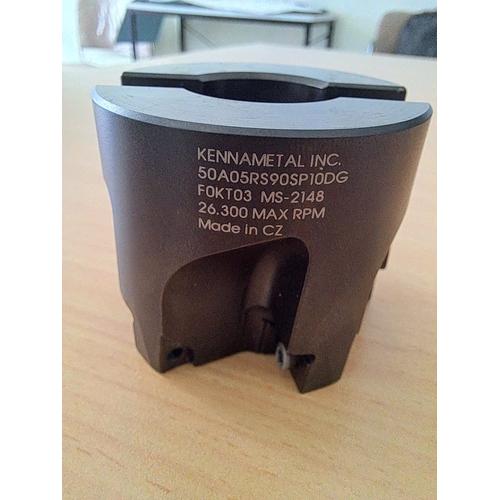 KENNAMETAL INC.
50A05RS90SP10DG
F0KT03 MS-2148
26.300 MAX RPM
Made in CZ